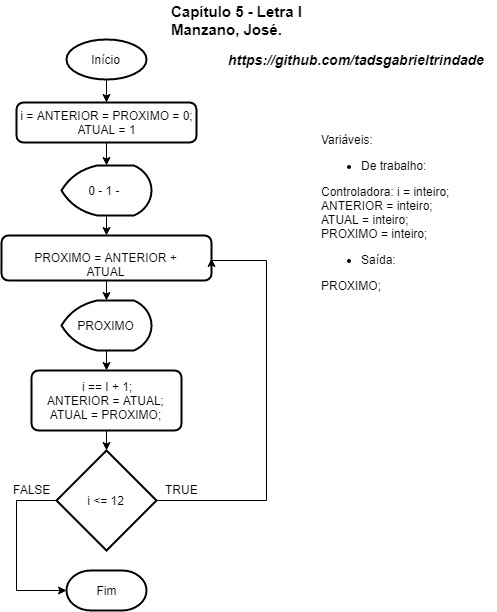 Capítulo 5 - Letra I
Manzano, José.
https://github.com/tadsgabrieltrindade
Início
i = ANTERIOR = PROXIMO = 0;
ATUAL = 1
0 - 1 -
PROXIMO = ANTERIOR +
ATUAL
PROXIMO
i == I + 1;
ANTERIOR = ATUAL;
ATUAL = PROXIMO;
FALSE
i <= 12
TRUE
Fim
Variáveis:
• De trabalho:
Controladora: i = inteiro;
ANTERIOR = inteiro;
ATUAL = inteiro;
PROXIMO = inteiro;
• Saída:
PROXIMO;